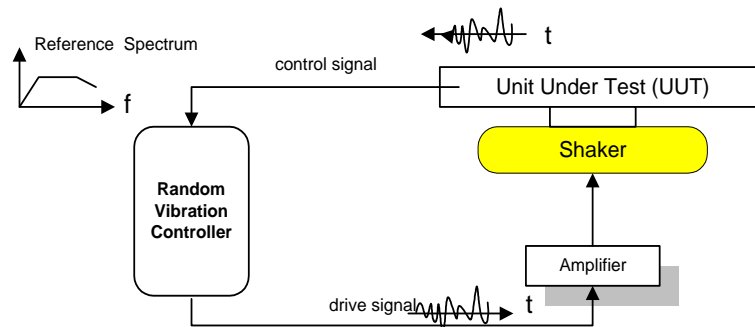 Reference Spectrum
t
control signal
Unit Under Test (UUT)
f
Shaker
Random
Vibration
Controller
Amplifier
drive signal
t